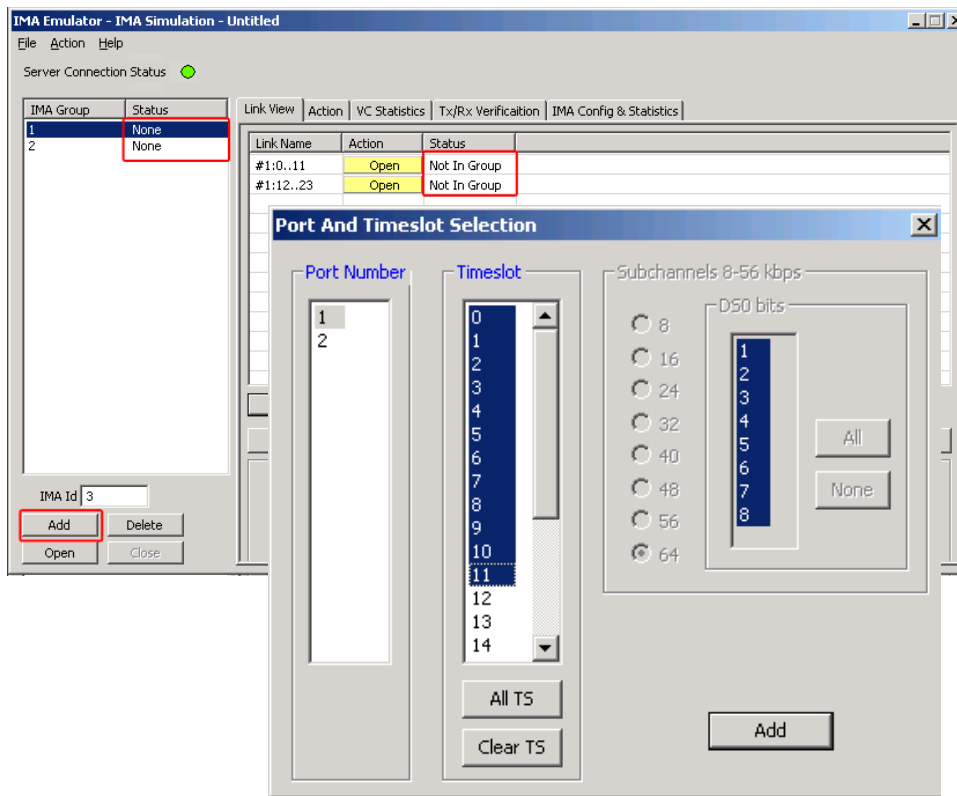 IMA Emulator - IMA Simulation - Untitled
File Action Help
Server Connection Status
IMA Group Status
1 None
2 None
IMA Id 3
Add Delete
Open Close
Link View Action VC Statistics Tx/Rx Verificaition IMA Config & Statistics
Link Name Action Status
#1:0..11 Open Not In Group
#1:12..23 Open Not In Group
Port And Timeslot Selection
Port Number
1
2
Timeslot
0
1
2
3
4
5
6
7
8
9
10
11
12
13
14
All TS
Clear TS
Subchannels 8-56 kbps
8
16
24
32
40
48
56
64
DS0 bits
1
2
3
4
5
6
7
8
All
None
Add